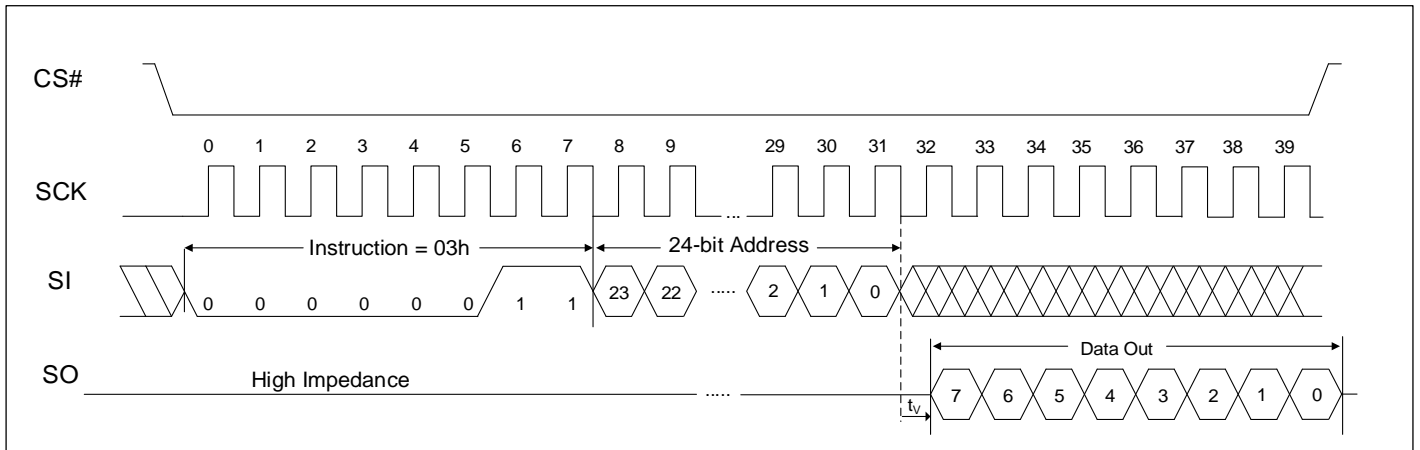 CS#
0 1 2 3 4 5 6 7 8 9 29 30 31 32 33 34 35 36 37 38 39
SCK ...
Instruction = 03h 24-bit Address
SI 0 0 0 0 0 0 1 1 23 22 ..... 2 1 0
Data Out
SO High Impedance ..... tV 7 6 5 4 3 2 1 0